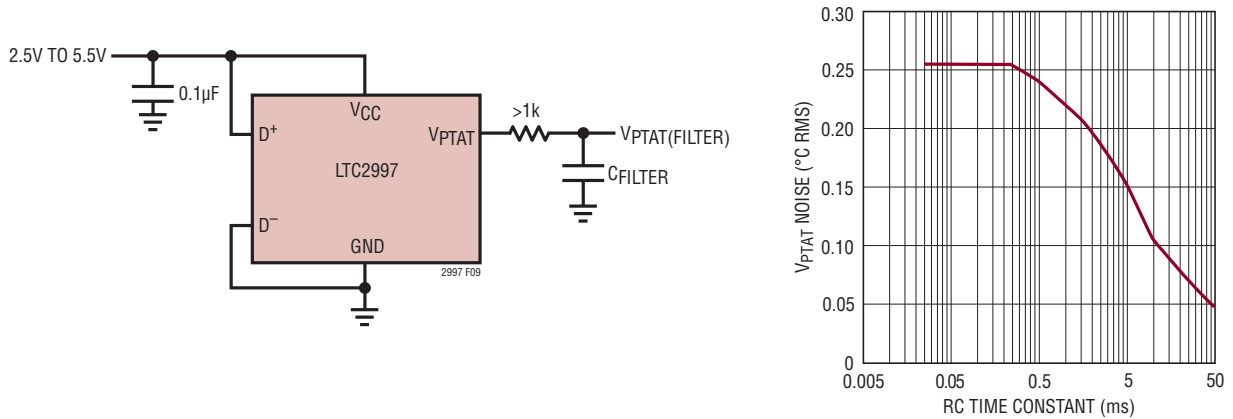 2.5V TO 5.5V
0.1µF
VCC
D+
VPTAT
LTC2997
D−
GND
2997 F09
>1k
VPTAT(FILTER)
CFILTER
VPTAT NOISE (°C RMS)
0.30
0.25
0.20
0.15
0.10
0.05
0
0.005 0.05 0.5 5 50
RC TIME CONSTANT (ms)